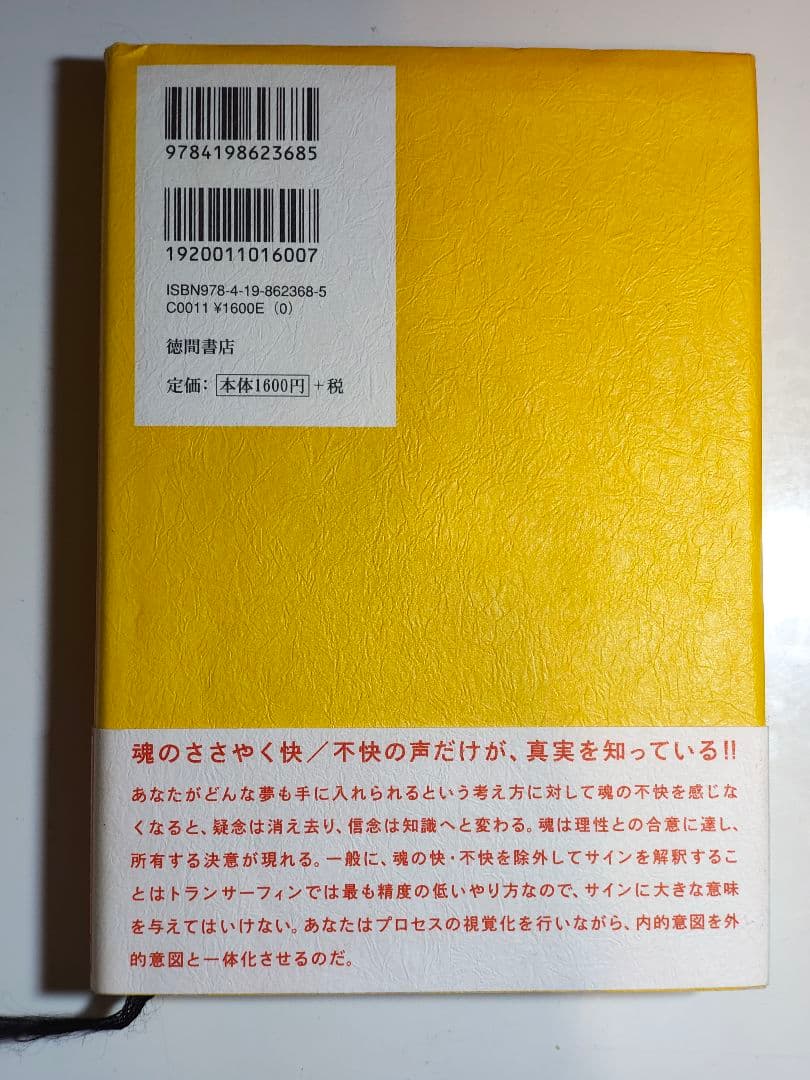 9784198623685
1920011016007
ISBN978-4-19-862368-5
C0011 ¥1600E（0）
徳間書店
定価：本体1600円＋税
魂のささやく快／不快の声だけが、真実を知っている!!
あなたがどんな夢も手に入れられるという考え方に対して魂の不快を感じな
くなると、疑念は消え去り、信念は知識へと変わる。魂は理性との合意に達し、
所有する決意が現れる。一般に、魂の快・不快を除外してサインを解釈するこ
とはトランサーフィンでは最も精度の低いやり方なので、サインに大きな意味
を与えてはいけない。あなたはプロセスの視覚化を行いながら、内的意図を外
的意図と一体化させるのだ。